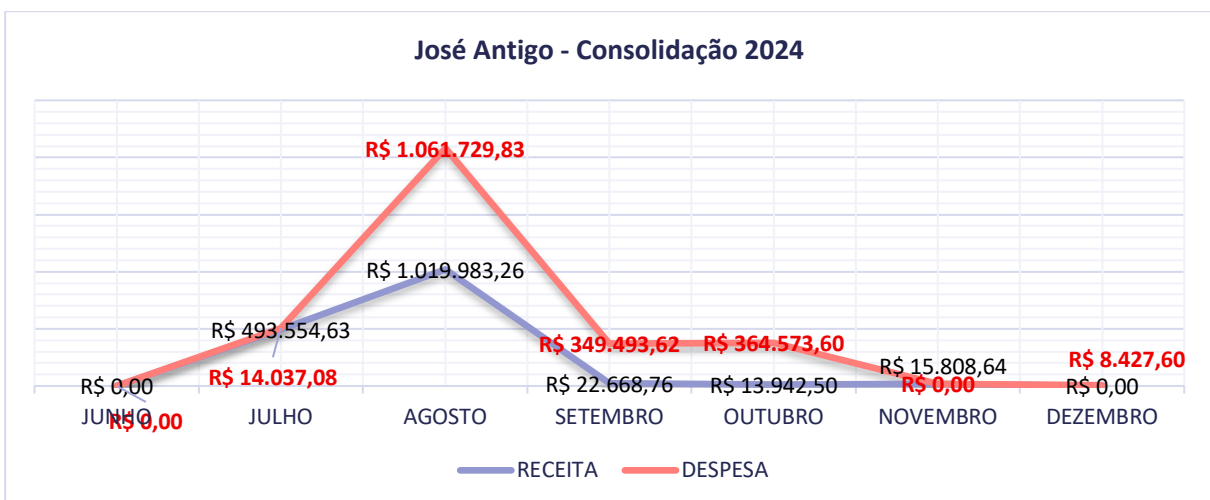 José Antigo - Consolidação 2024
R$ 1.061.729,83
R$ 1.019.983,26
R$ 493.554,63
R$ 349.493,62
R$ 364.573,60
R$ 15.808,64
R$ 8.427,60
R$ 0,00
R$ 14.037,08
R$ 22.668,76
R$ 13.942,50
R$ 0,00
R$ 0,00
R$ 0,00
JUNHO
JULHO
AGOSTO
SETEMBRO
OUTUBRO
NOVEMBRO
DEZEMBRO
RECEITA
DESPESA